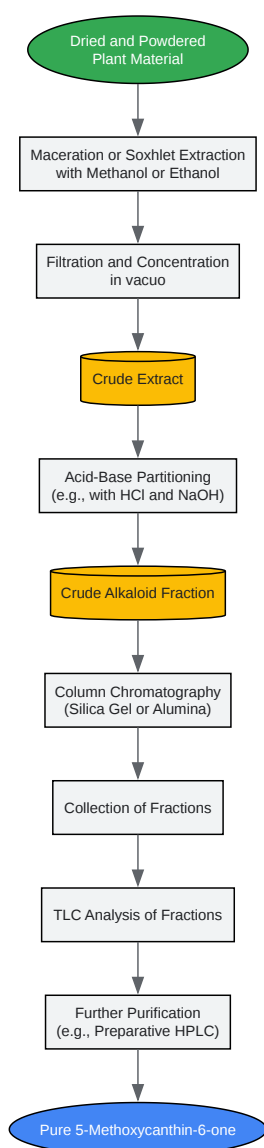 Dried and Powdered
Plant Material
Maceration or Soxhlet Extraction
with Methanol or Ethanol
Filtration and Concentration
in vacuo
Crude Extract
Acid-Base Partitioning
(e.g., with HCl and NaOH)
Crude Alkaloid Fraction
Column Chromatography
(Silica Gel or Alumina)
Collection of Fractions
TLC Analysis of Fractions
Further Purification
(e.g., Preparative HPLC)
Pure 5-Methoxycanthin-6-one